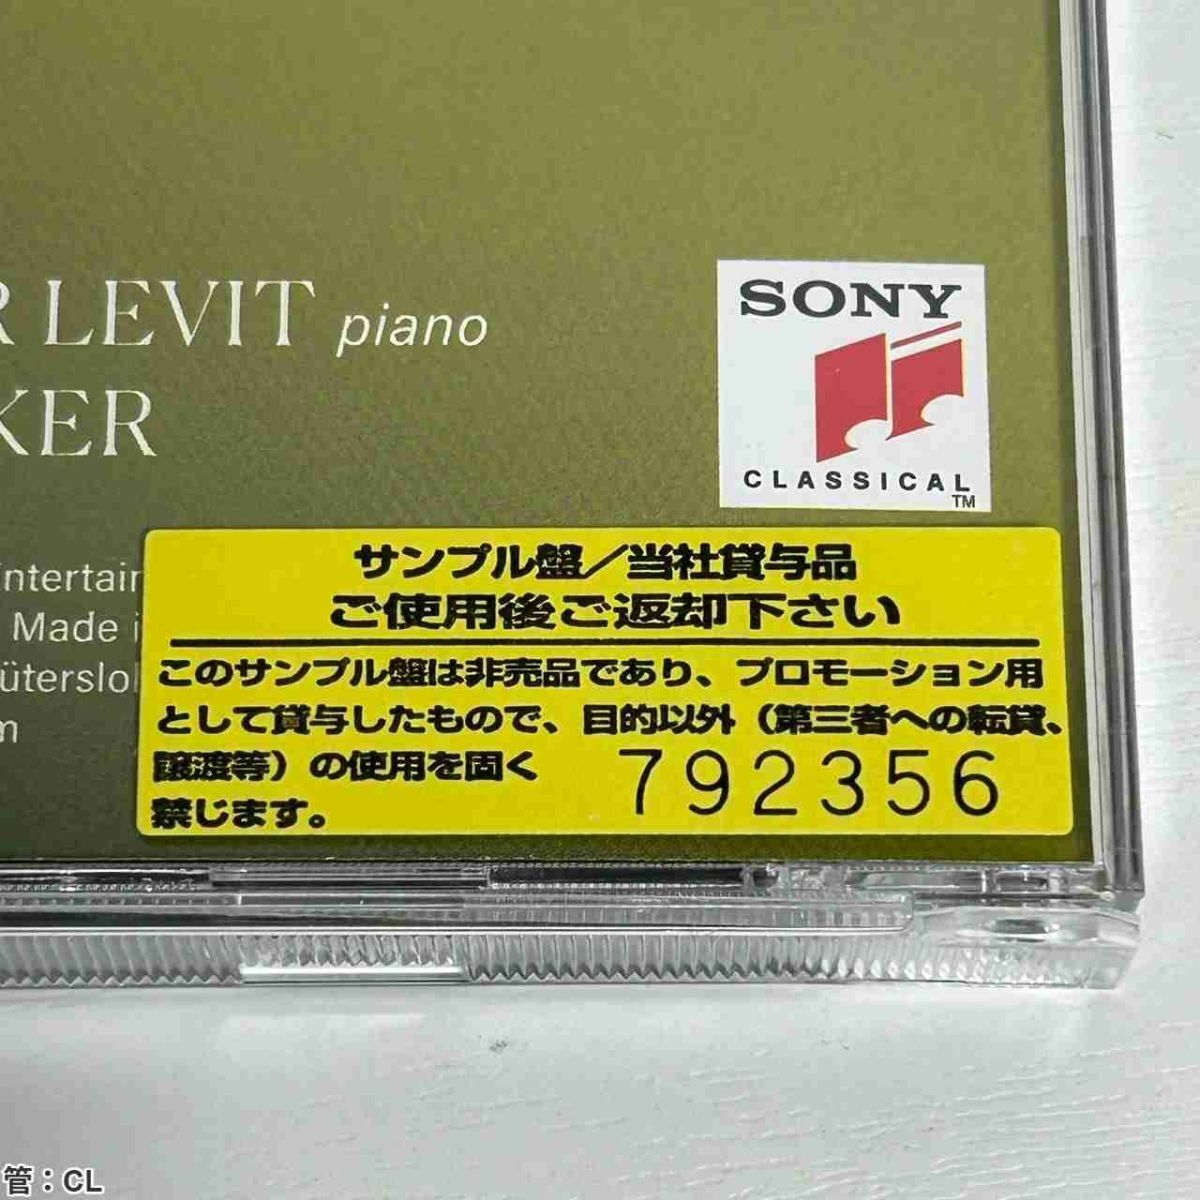 R LEVIT piano
KER
SONY
CLASSICAL
TM
ntertair
Made i
üterslo
m
サンプル盤／当社貸与品
ご使用後ご返却下さい
このサンプル盤は非売品であり、プロモーション用
として貸与したもので、目的以外（第三者への転貸、
譲渡等）の使用を固く
禁じます。
792356
管：CL